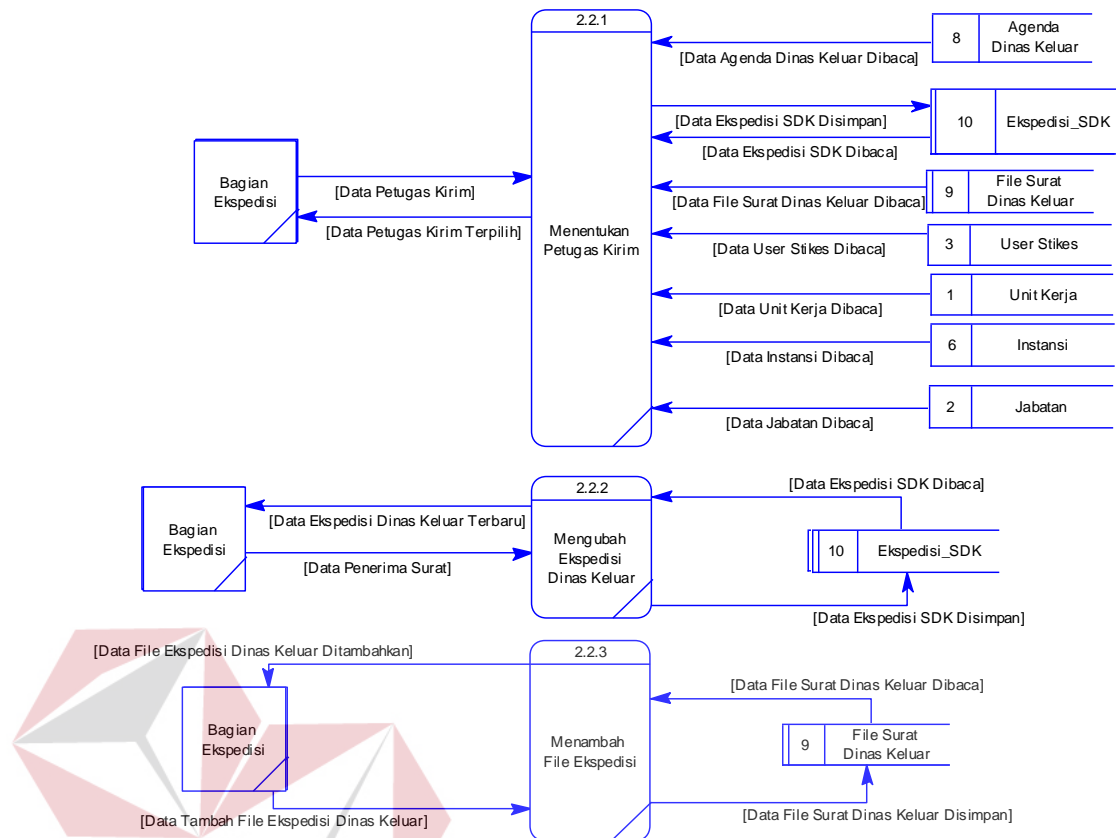 2.2.1
8
Agenda
Dinas Keluar
[Data Agenda Dinas Keluar Dibaca]
[Data Ekspedisi SDK Disimpan]
10
Ekspedisi_SDK
[Data Ekspedisi SDK Dibaca]
Bagian
Ekspedisi
[Data Petugas Kirim]
[Data Petugas Kirim Terpilih]
Menentukan
Petugas Kirim
9
File Surat
Dinas Keluar
[Data File Surat Dinas Keluar Dibaca]
3
User Stikes
[Data User Stikes Dibaca]
1
Unit Kerja
[Data Unit Kerja Dibaca]
6
Instansi
[Data Instansi Dibaca]
2
Jabatan
[Data Jabatan Dibaca]
2.2.2
[Data Ekspedisi SDK Dibaca]
Bagian
Ekspedisi
[Data Ekspedisi Dinas Keluar Terbaru]
[Data Penerima Surat]
Mengubah
Ekspedisi
Dinas Keluar
10
Ekspedisi_SDK
[Data Ekspedisi SDK Disimpan]
2.2.3
[Data File Ekspedisi Dinas Keluar Ditambahkan]
[Data File Surat Dinas Keluar Dibaca]
Bagian
Ekspedisi
Menambah
File Ekspedisi
9
File Surat
Dinas Keluar
[Data Tambah File Ekspedisi Dinas Keluar]
[Data File Surat Dinas Keluar Disimpan]